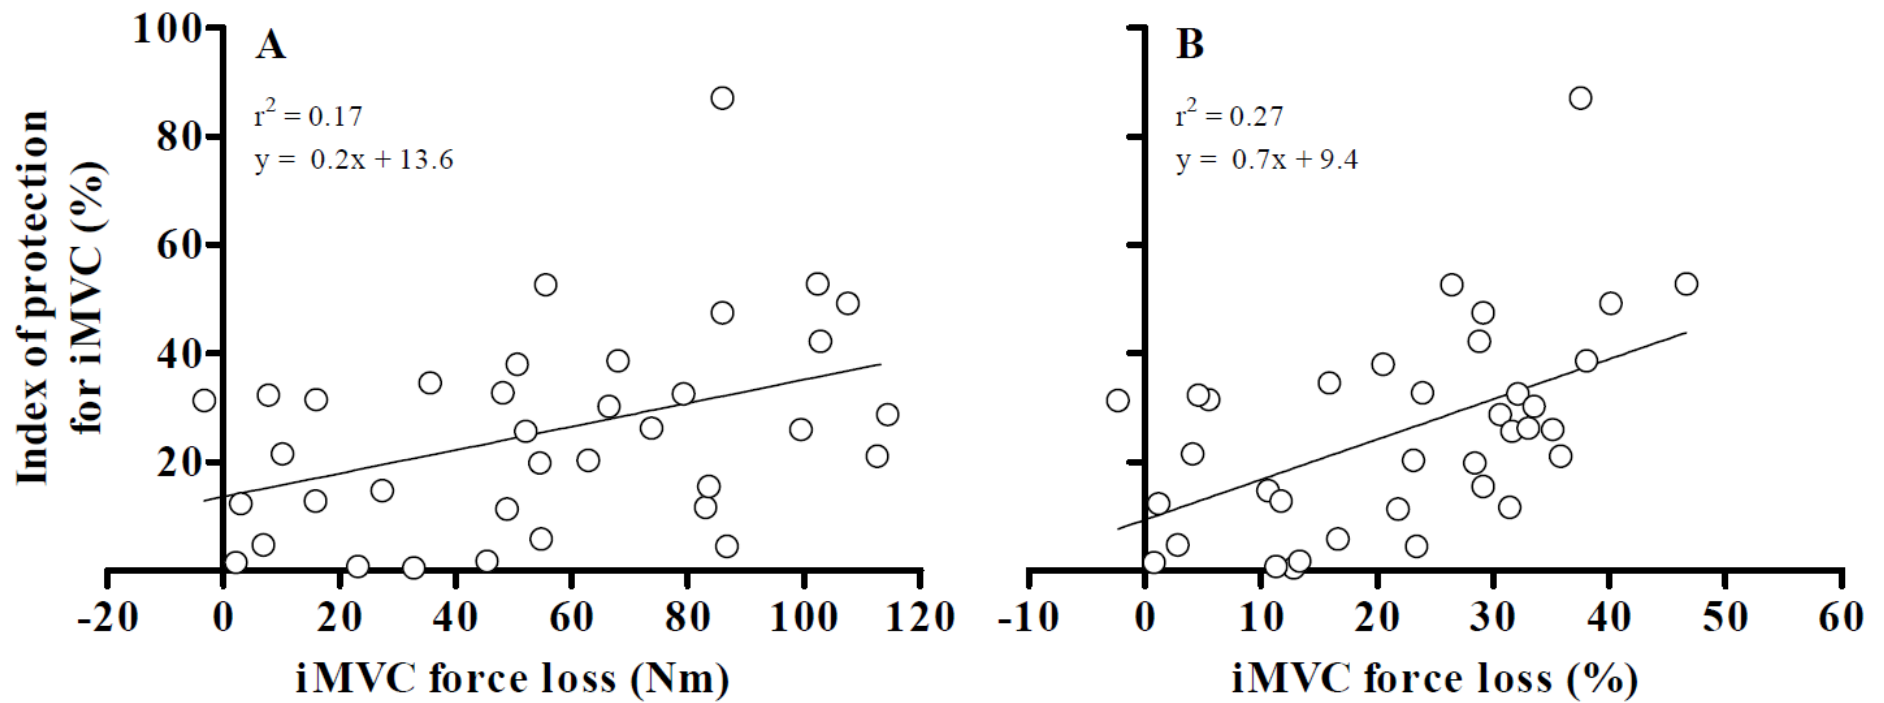 Index of protection
for iMVC (%)
100
80
60
40
20
A
r² = 0.17
y = 0.2x + 13.6
-20 0 20 40 60 80 100 120
iMVC force loss (Nm)
B
r² = 0.27
y = 0.7x + 9.4
-10 0 10 20 30 40 50 60
iMVC force loss (%)